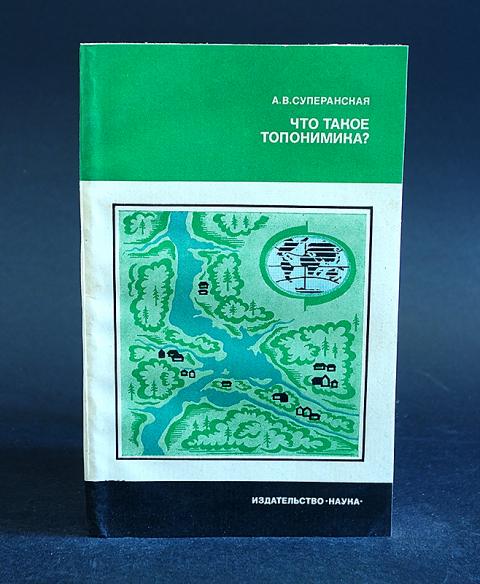 А.В.СУПЕРАНСКАЯ
ЧТО ТАКОЕ
ТОПОНИМИКА?
ИЗДАТЕЛЬСТВО·НАУКА·